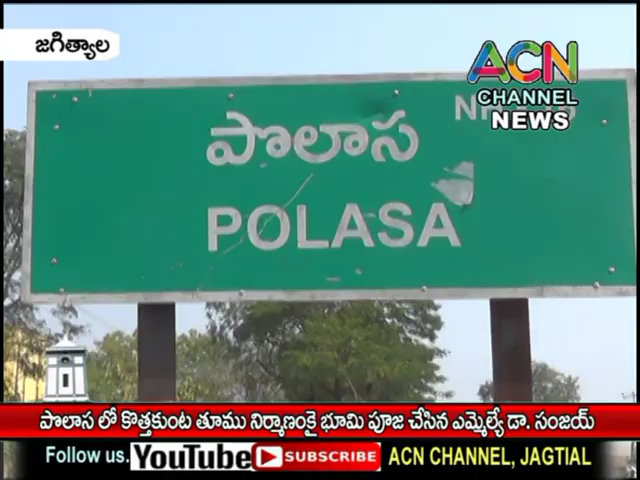 జగిత్యాల
ACN
CHANNEL
NEWS
పొలాస
POLASA
పొలాస లో కొత్తకుంట తూము నిర్మాణంకై భూమి పూజ చేసిన ఎమ్మెల్యే డా. సంజయ్
Follow us. YouTube SUBSCRIBE ACN CHANNEL, JAGTIAL